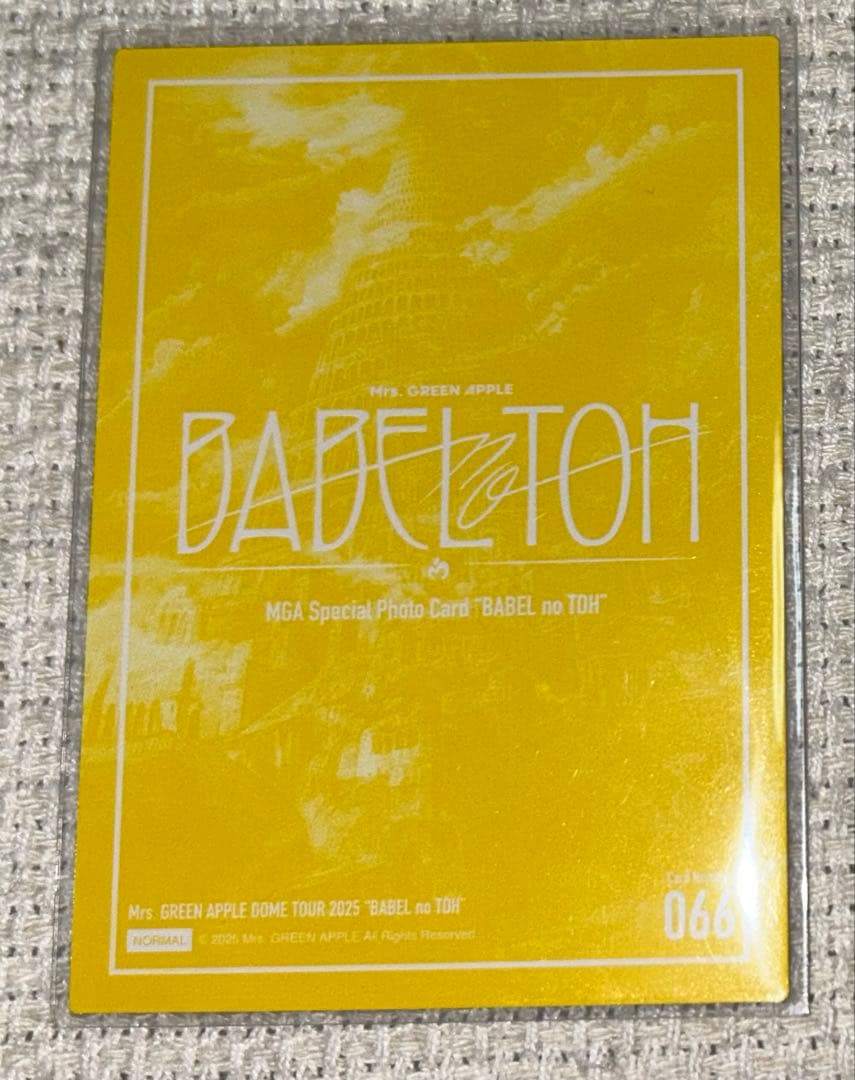 Mrs. GREEN APPLE
BABEL no TOH
MGA Special Photo Card "BABEL no TOH"
Mrs. GREEN APPLE DOME TOUR 2025 "BABEL no TOH"
NORMAL © 2025 Mrs. GREEN APPLE All Rights Reserved
Card
066